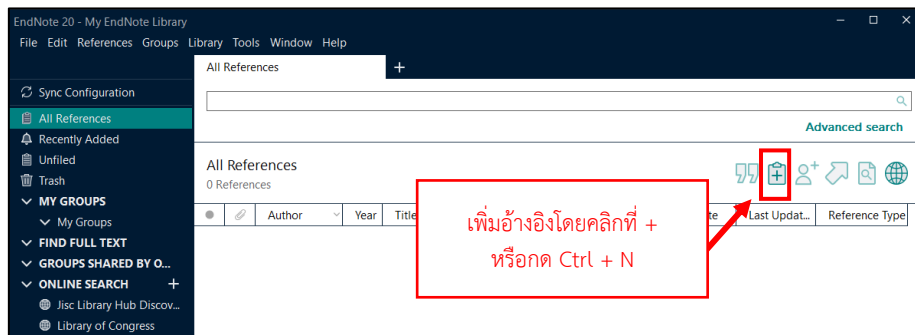 EndNote 20 - My EndNote Library
File Edit References Groups Library Tools Window Help
All References
Sync Configuration
All References
Recently Added
Unfiled
Trash
MY GROUPS
My Groups
FIND FULL TEXT
GROUPS SHARED BY O...
ONLINE SEARCH +
Jisc Library Hub Discov...
Library of Congress
Advanced search
All References
0 References
Author Year Title Last Updat... Reference Type
เพิ่มอ้างอิงโดยคลิกที่ +
หรือกด Ctrl + N